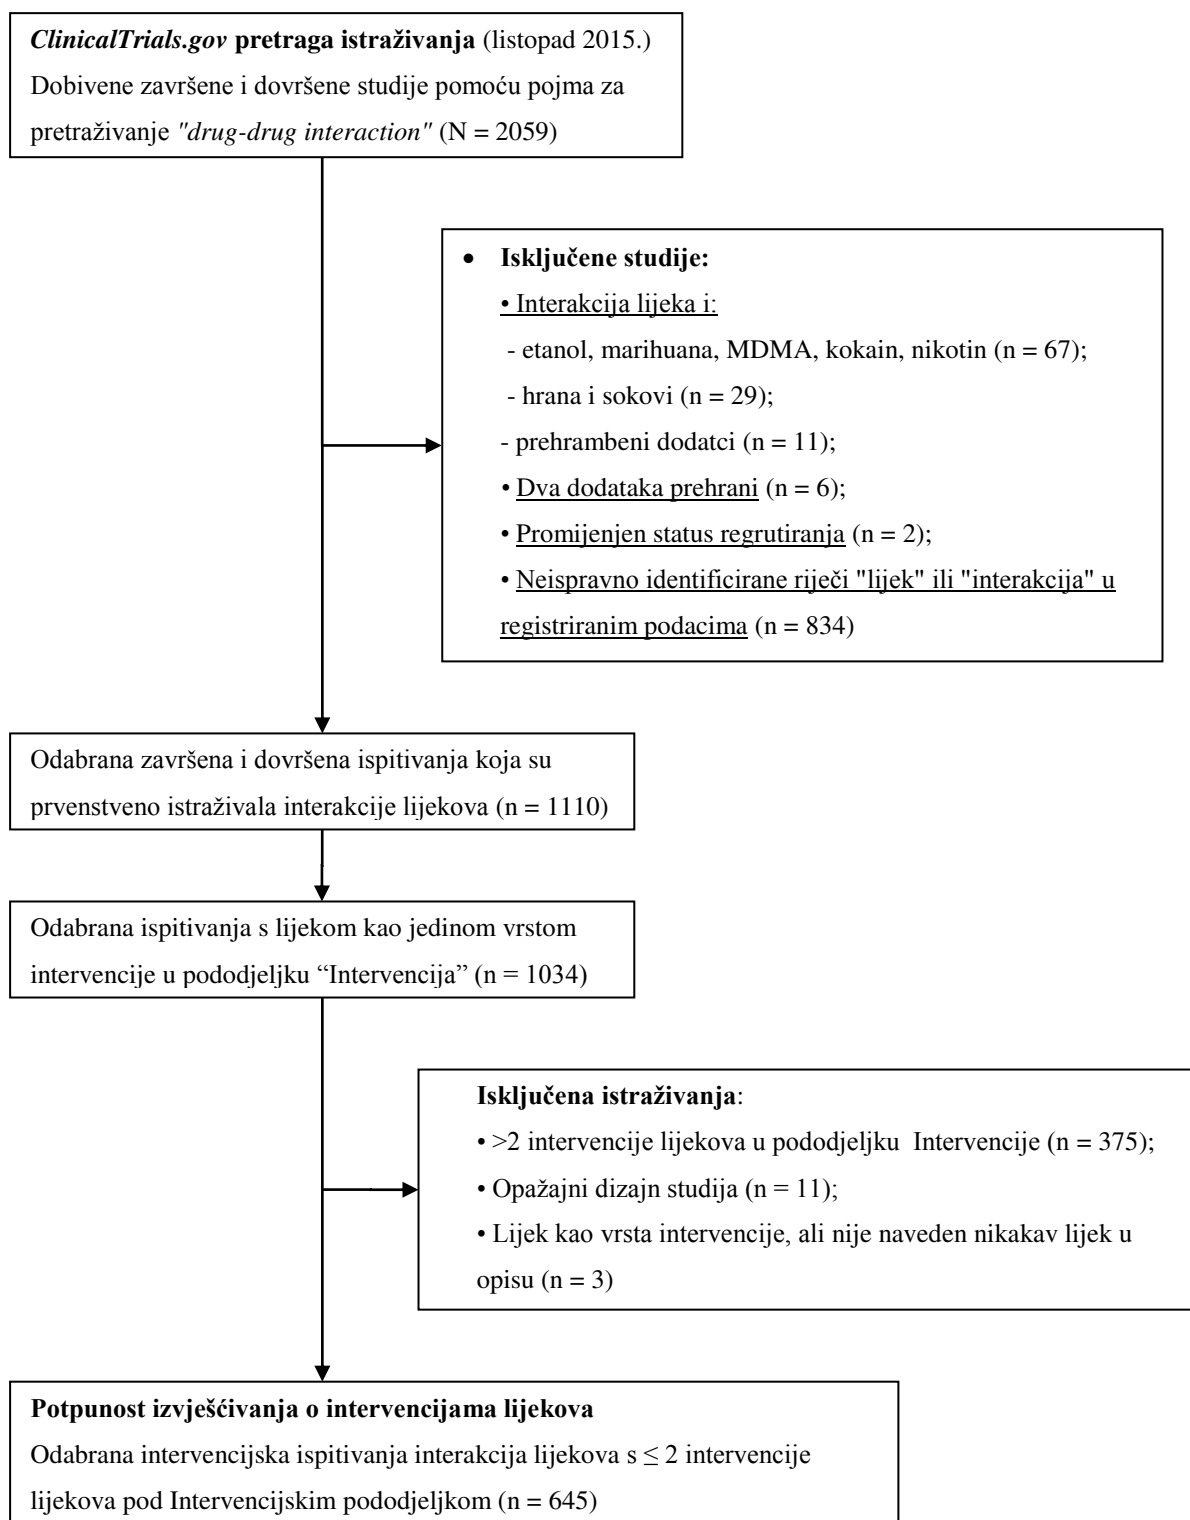 ClinicalTrials.gov pretraga istraživanja (listopad 2015.)
Dobivene završene i dovršene studije pomoću pojma za
pretraživanje "drug-drug interaction" (N = 2059)
• Isključene studije:
• Interakcija lijeka i:
- etanol, marihuana, MDMA, kokain, nikotin (n = 67);
- hrana i sokovi (n = 29);
- prehrambeni dodatci (n = 11);
• Dva dodataka prehrani (n = 6);
• Promijenjen status regrutiranja (n = 2);
• Neispravno identificirane riječi "lijek" ili "interakcija" u
registriranim podacima (n = 834)
Odabrana završena i dovršena ispitivanja koja su
prvenstveno istraživala interakcije lijekova (n = 1110)
Odabrana ispitivanja s lijekom kao jedinom vrstom
intervencije u pododjeljku “Intervencija” (n = 1034)
Isključena istraživanja:
• >2 intervencije lijekova u pododjeljku Intervencije (n = 375);
• Opažajni dizajn studija (n = 11);
• Lijek kao vrsta intervencije, ali nije naveden nikakav lijek u
opisu (n = 3)
Potpunost izvješćivanja o intervencijama lijekova
Odabrana intervencijska ispitivanja interakcija lijekova s ≤ 2 intervencije
lijekova pod Intervencijskim pododjeljkom (n = 645)